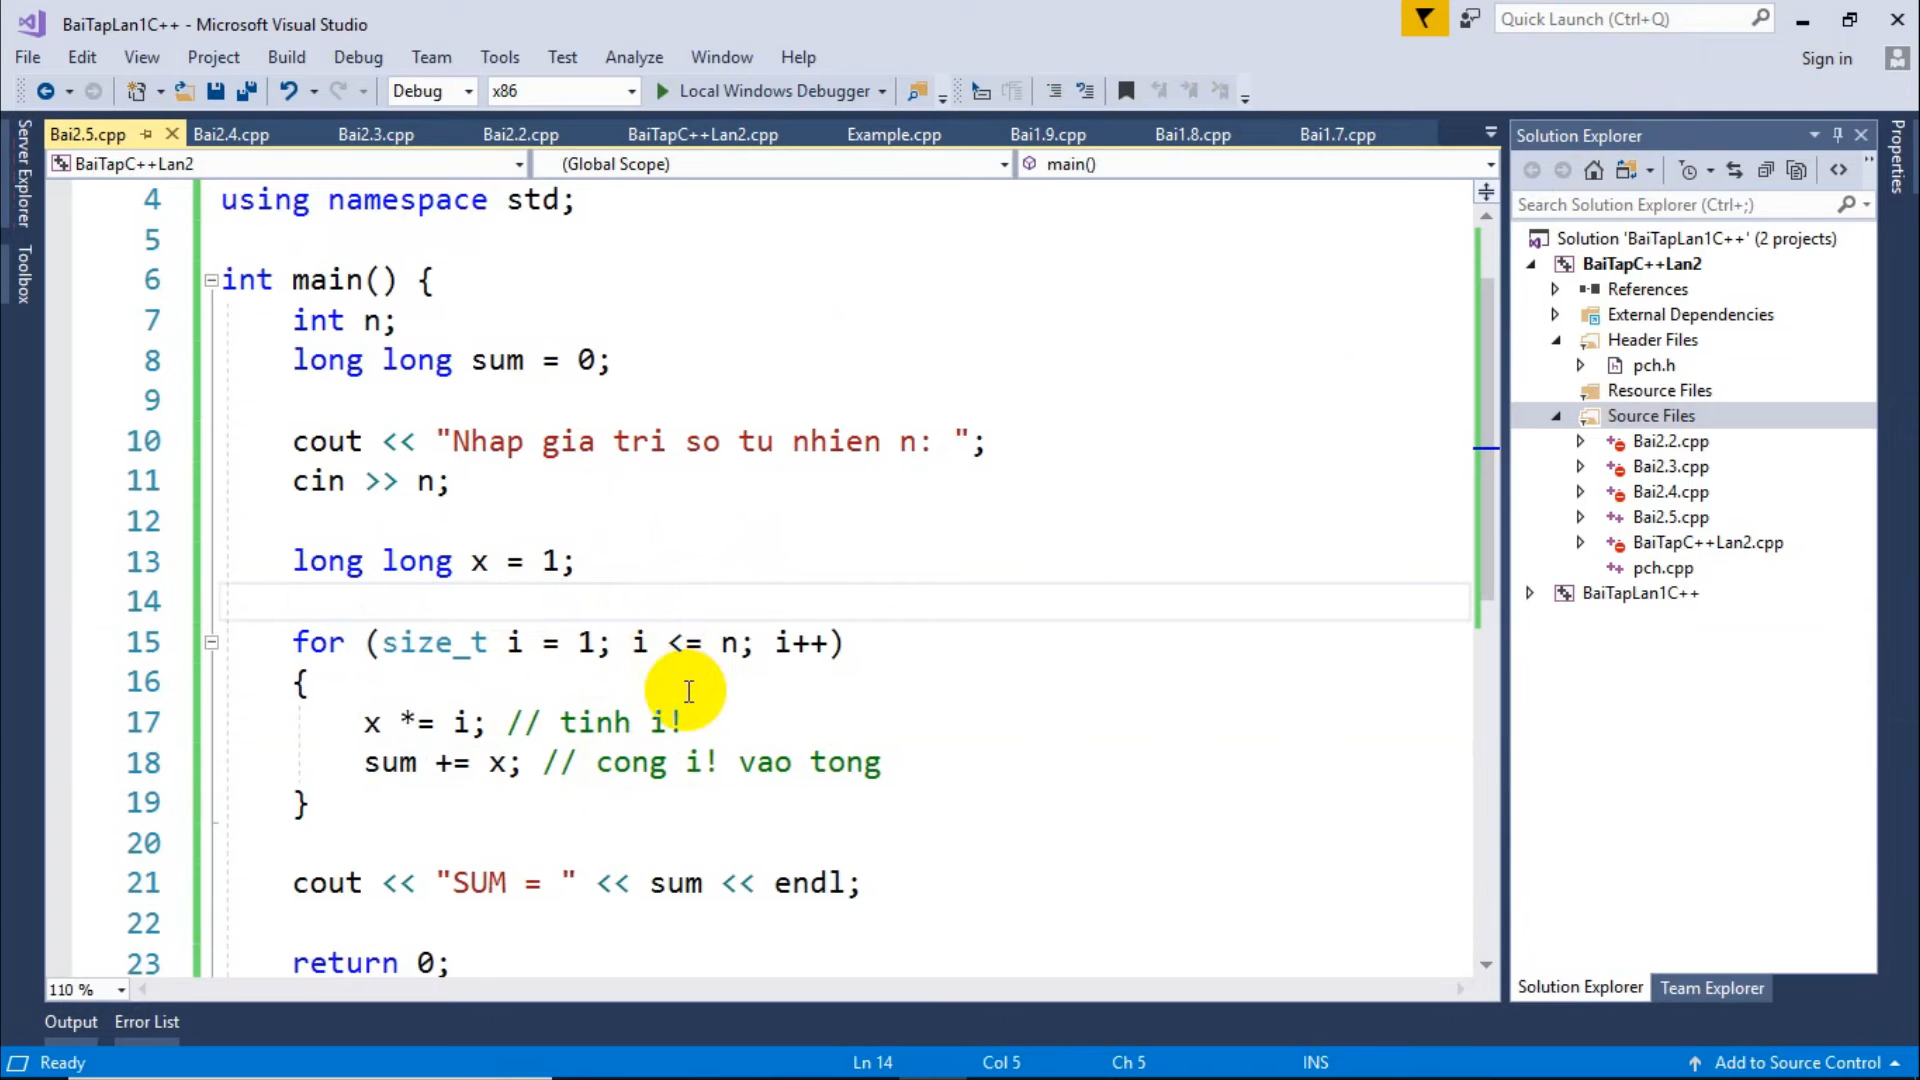 BaiTapLan1C++ - Microsoft Visual Studio
Quick Launch (Ctrl+Q)
File Edit View Project Build Debug Team Tools Test Analyze Window Help
Sign in
Debug x86 Local Windows Debugger
Bai2.5.cpp Bai2.4.cpp Bai2.3.cpp Bai2.2.cpp BaiTapC++Lan2.cpp Example.cpp Bai1.9.cpp Bai1.8.cpp Bai1.7.cpp
BaiTapC++Lan2 (Global Scope) main()
Server Explorer
Toolbox
4 using namespace std;
5
6 int main() {
7 int n;
8 long long sum = 0;
9
10 cout << "Nhap gia tri so tu nhien n: ";
11 cin >> n;
12
13 long long x = 1;
14
15 for (size_t i = 1; i <= n; i++)
16 {
17 x *= i; // tinh i!
18 sum += x; // cong i! vao tong
19 }
20
21 cout << "SUM = " << sum << endl;
22
23 return 0;
110 %
Solution Explorer
Search Solution Explorer (Ctrl+;)
Solution 'BaiTapLan1C++' (2 projects)
BaiTapC++Lan2
References
External Dependencies
Header Files
pch.h
Resource Files
Source Files
Bai2.2.cpp
Bai2.3.cpp
Bai2.4.cpp
Bai2.5.cpp
BaiTapC++Lan2.cpp
pch.cpp
BaiTapLan1C++
Solution Explorer Team Explorer
Properties
Output Error List
Ready Ln 14 Col 5 Ch 5 INS Add to Source Control